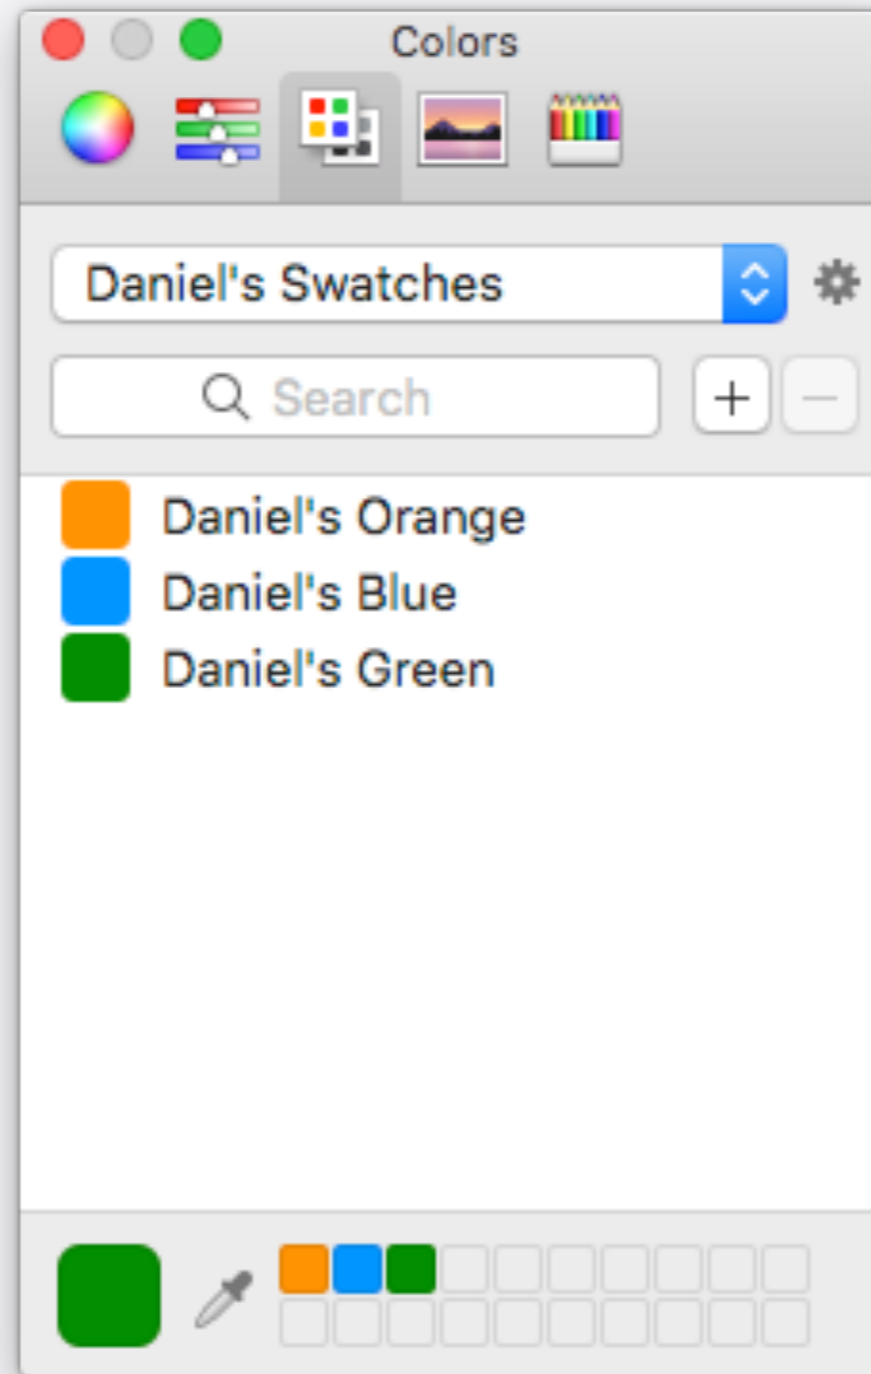 Colors
Daniel's Swatches
Search
Daniel's Orange
Daniel's Blue
Daniel's Green